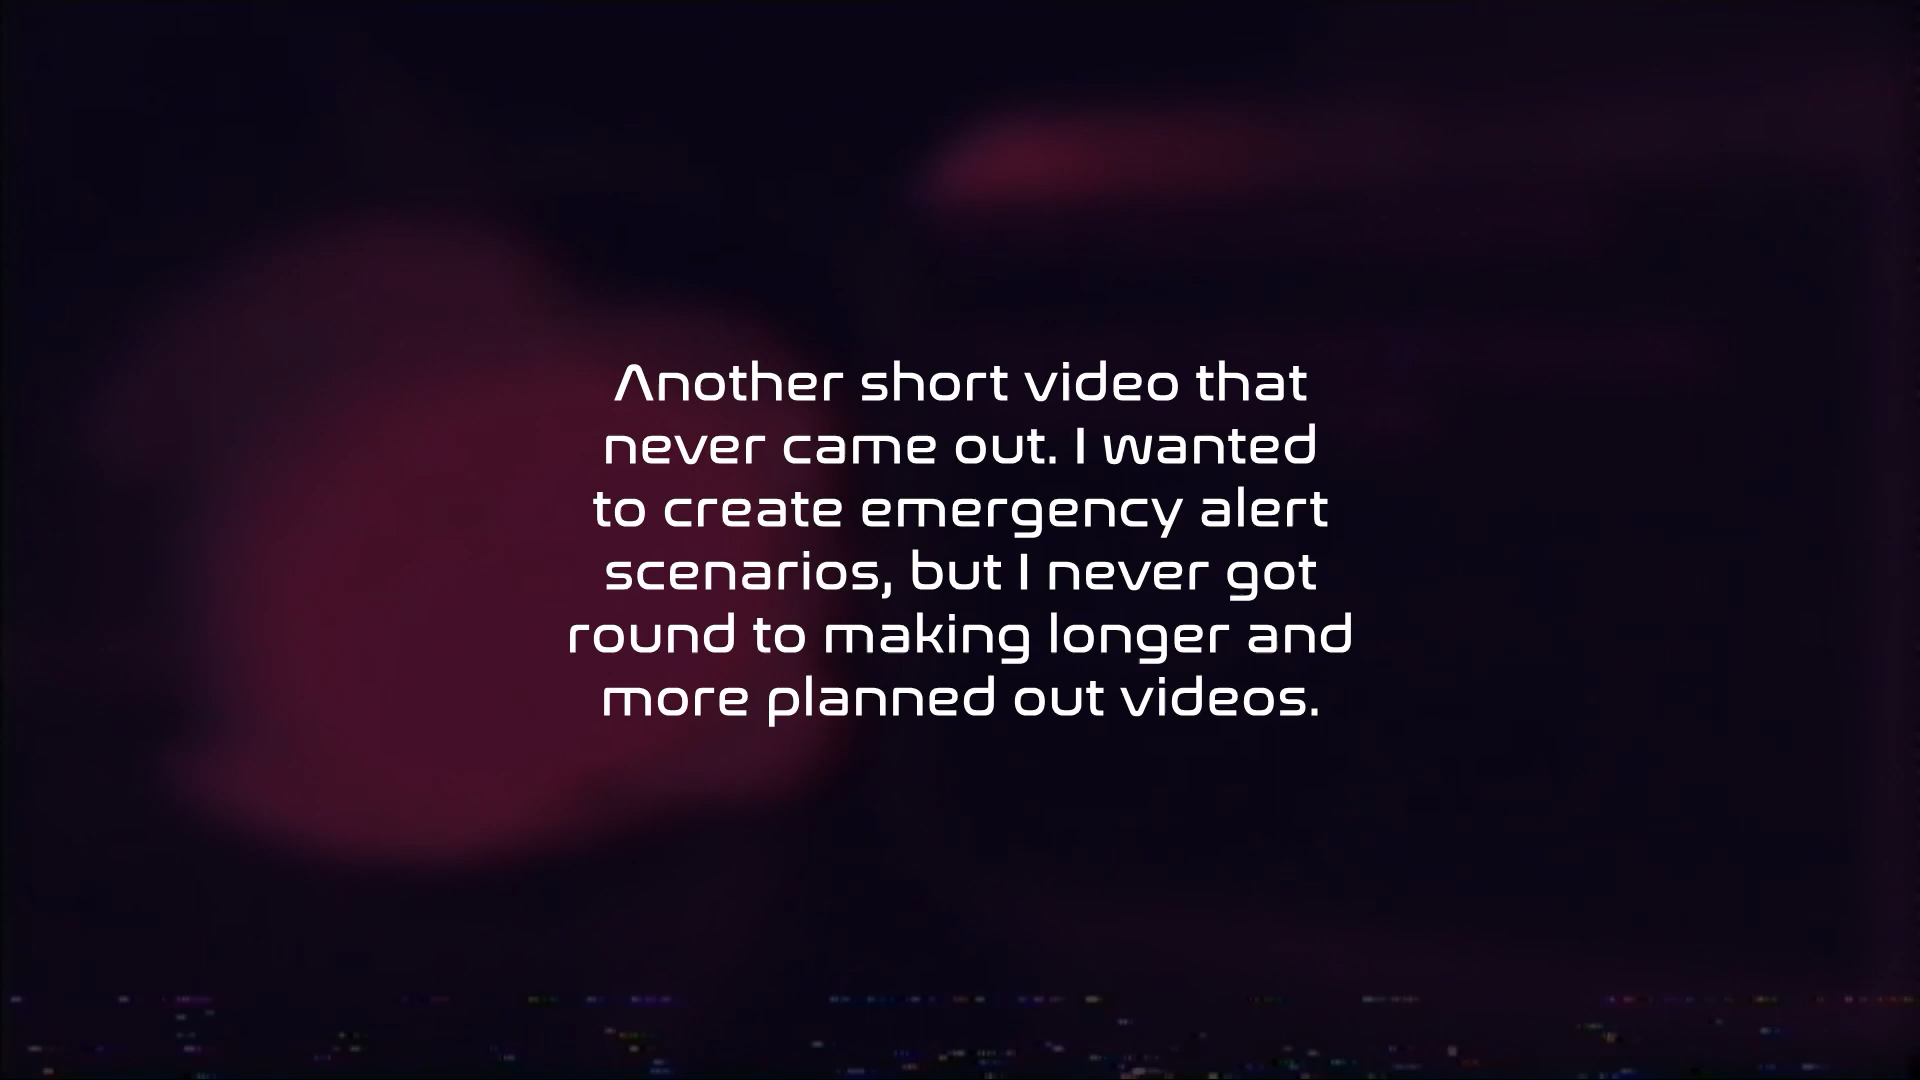 Another short video that
never came out. I wanted
to create emergency alert
scenarios, but I never got
round to making longer and
more planned out videos.